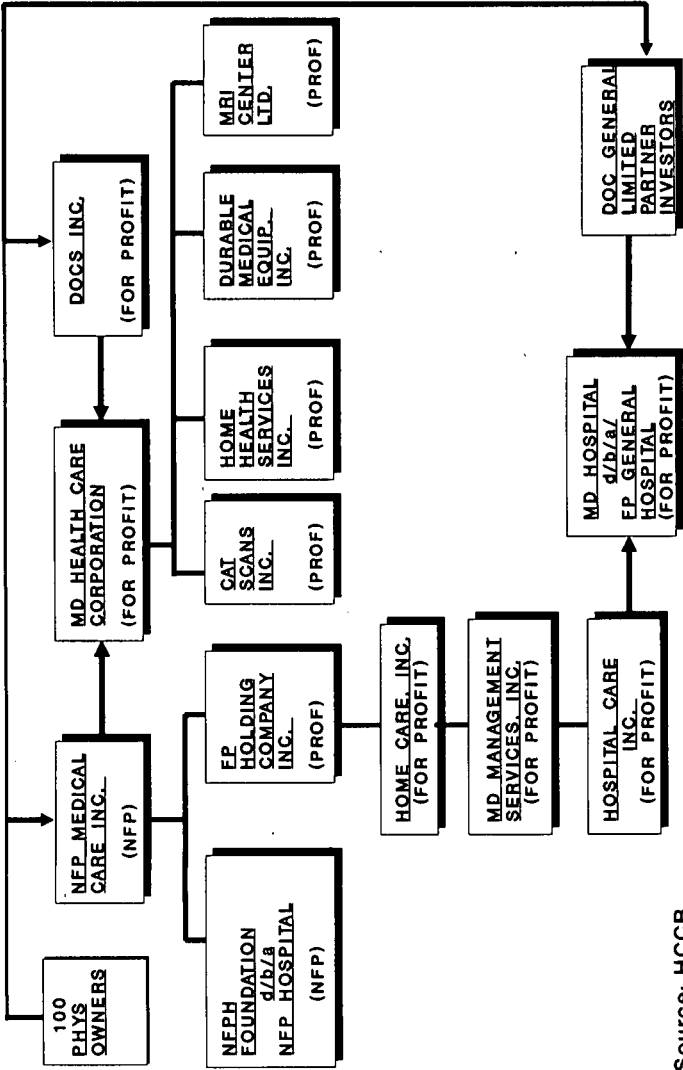 100
PHYS
OWNERS
NFP MEDICAL
CARE INC.
(NFP)
MD HEALTH CARE
CORPORATION
(FOR PROFIT)
DOCS INC.
(FOR PROFIT)
NFPH
FOUNDATION
d/b/a
NFP HOSPITAL
(NFP)
FP
HOLDING
COMPANY
INC.
(PROF)
CAT
SCANS
INC.
(PROF)
HOME
HEALTH
SERVICES
INC.
(PROF)
DURABLE
MEDICAL
EQUIP.
INC.
(PROF)
MRI
CENTER
LTD.
(PROF)
HOME CARE, INC.
(FOR PROFIT)
MD MANAGEMENT
SERVICES, INC.
(FOR PROFIT)
HOSPITAL CARE
INC.
(FOR PROFIT)
MD HOSPITAL
d/b/a/
FP GENERAL
HOSPITAL
(FOR PROFIT)
DOC GENERAL
LIMITED
PARTNER
INVESTORS
Source: HCCB